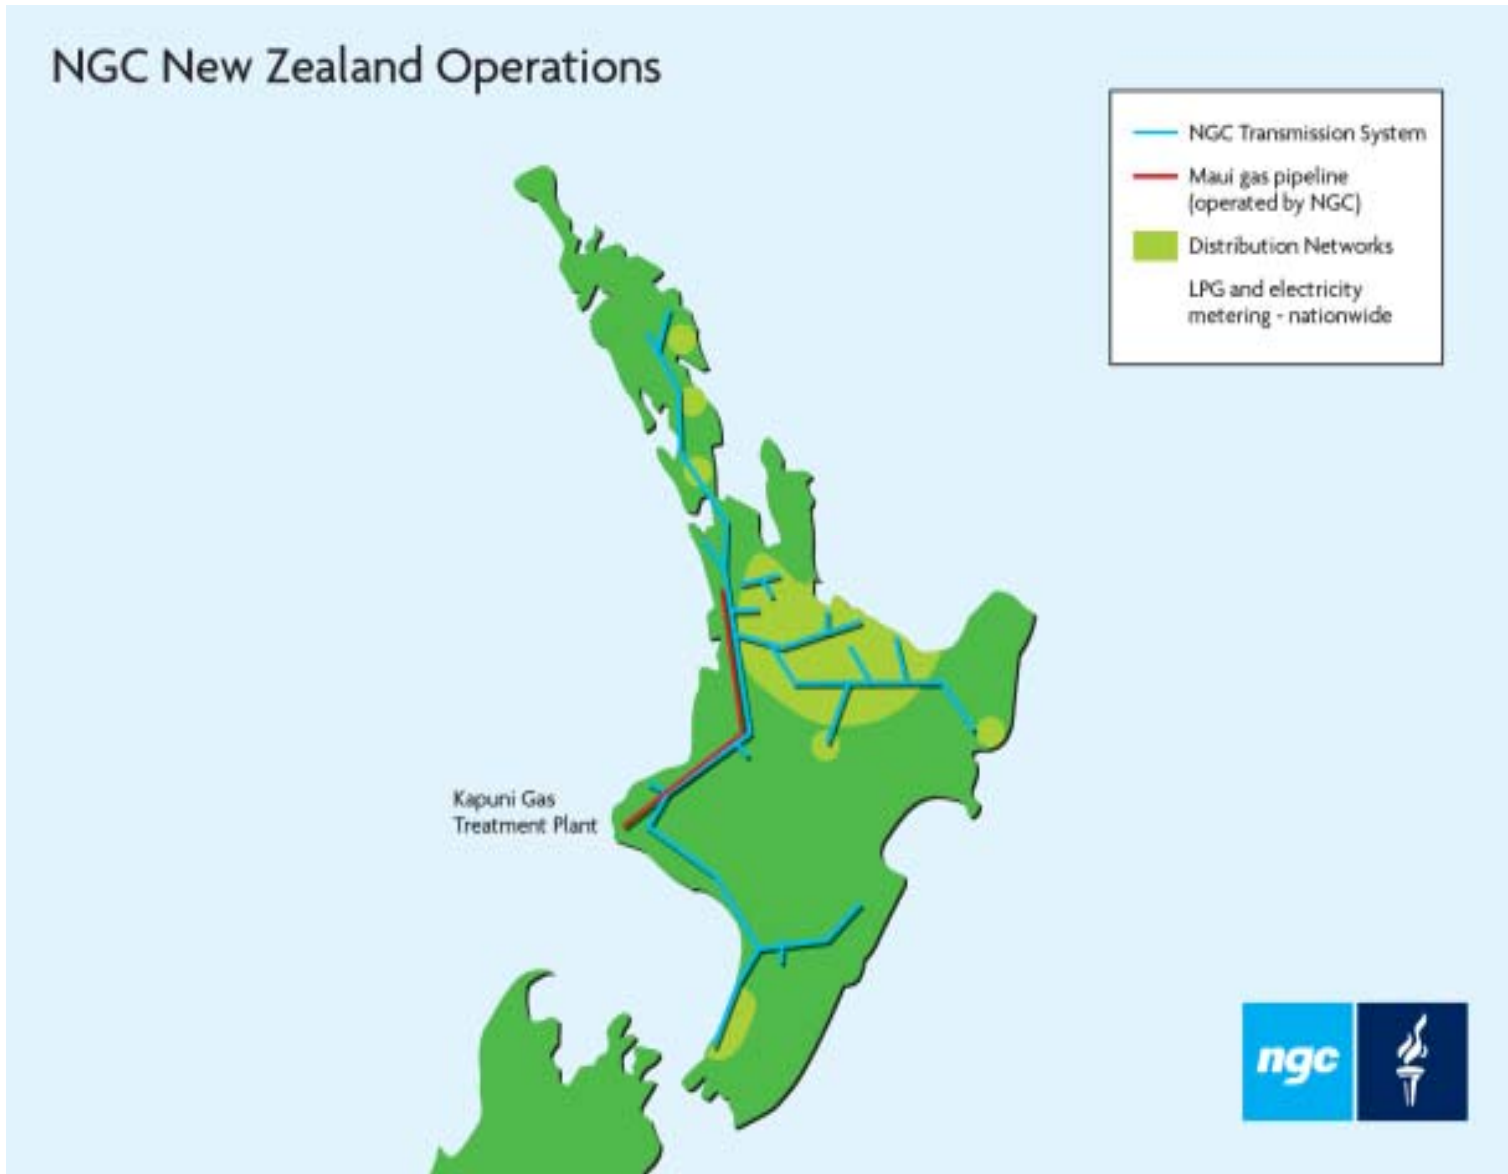 NGC New Zealand Operations
NGC Transmission System
Maui gas pipeline
(operated by NGC)
Distribution Networks
LPG and electricity
metering - nationwide
Kapuni Gas
Treatment Plant
ngc